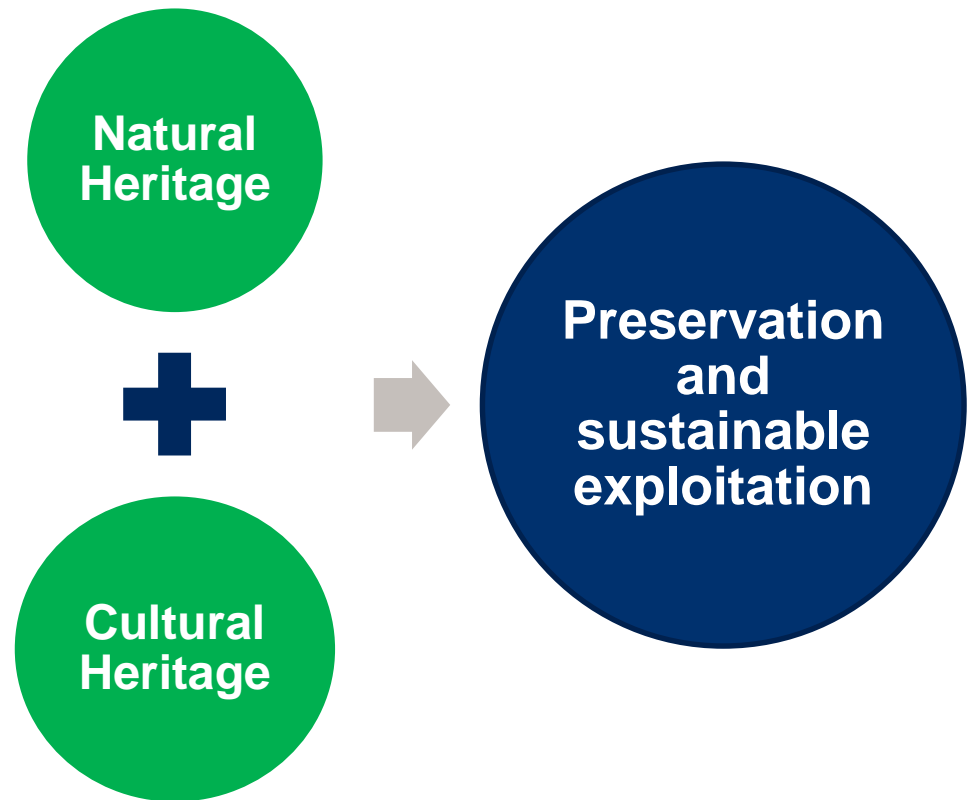 Natural
Heritage
Preservation
and
sustainable
exploitation
Cultural
Heritage